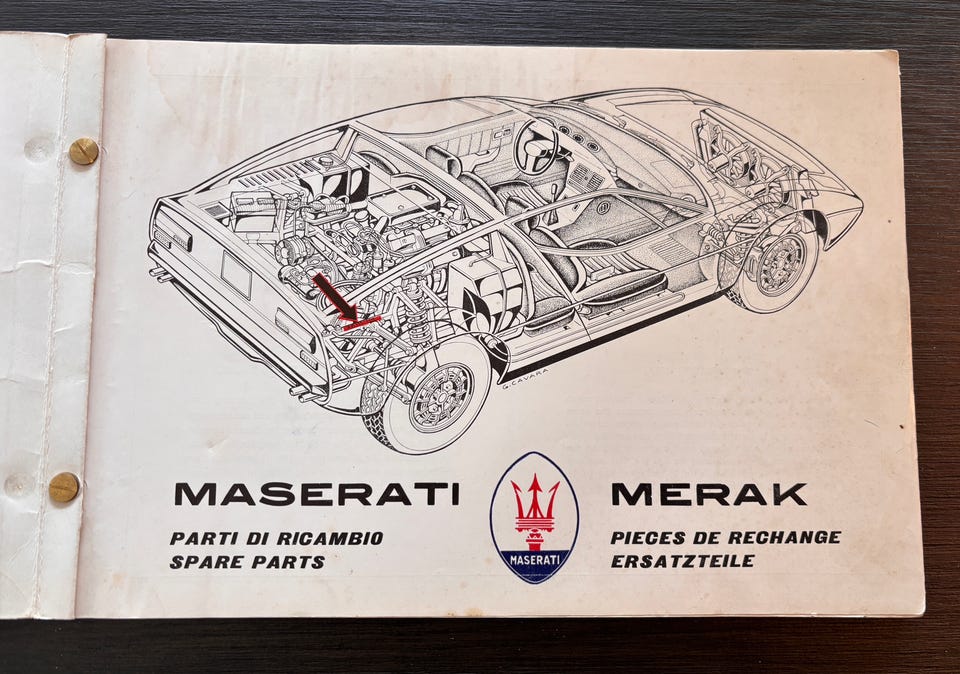 G. CAVARA
MASERATI
MERAK
PARTI DI RICAMBIO
SPARE PARTS
MASERATI
PIECES DE RECHANGE
ERSATZTEILE